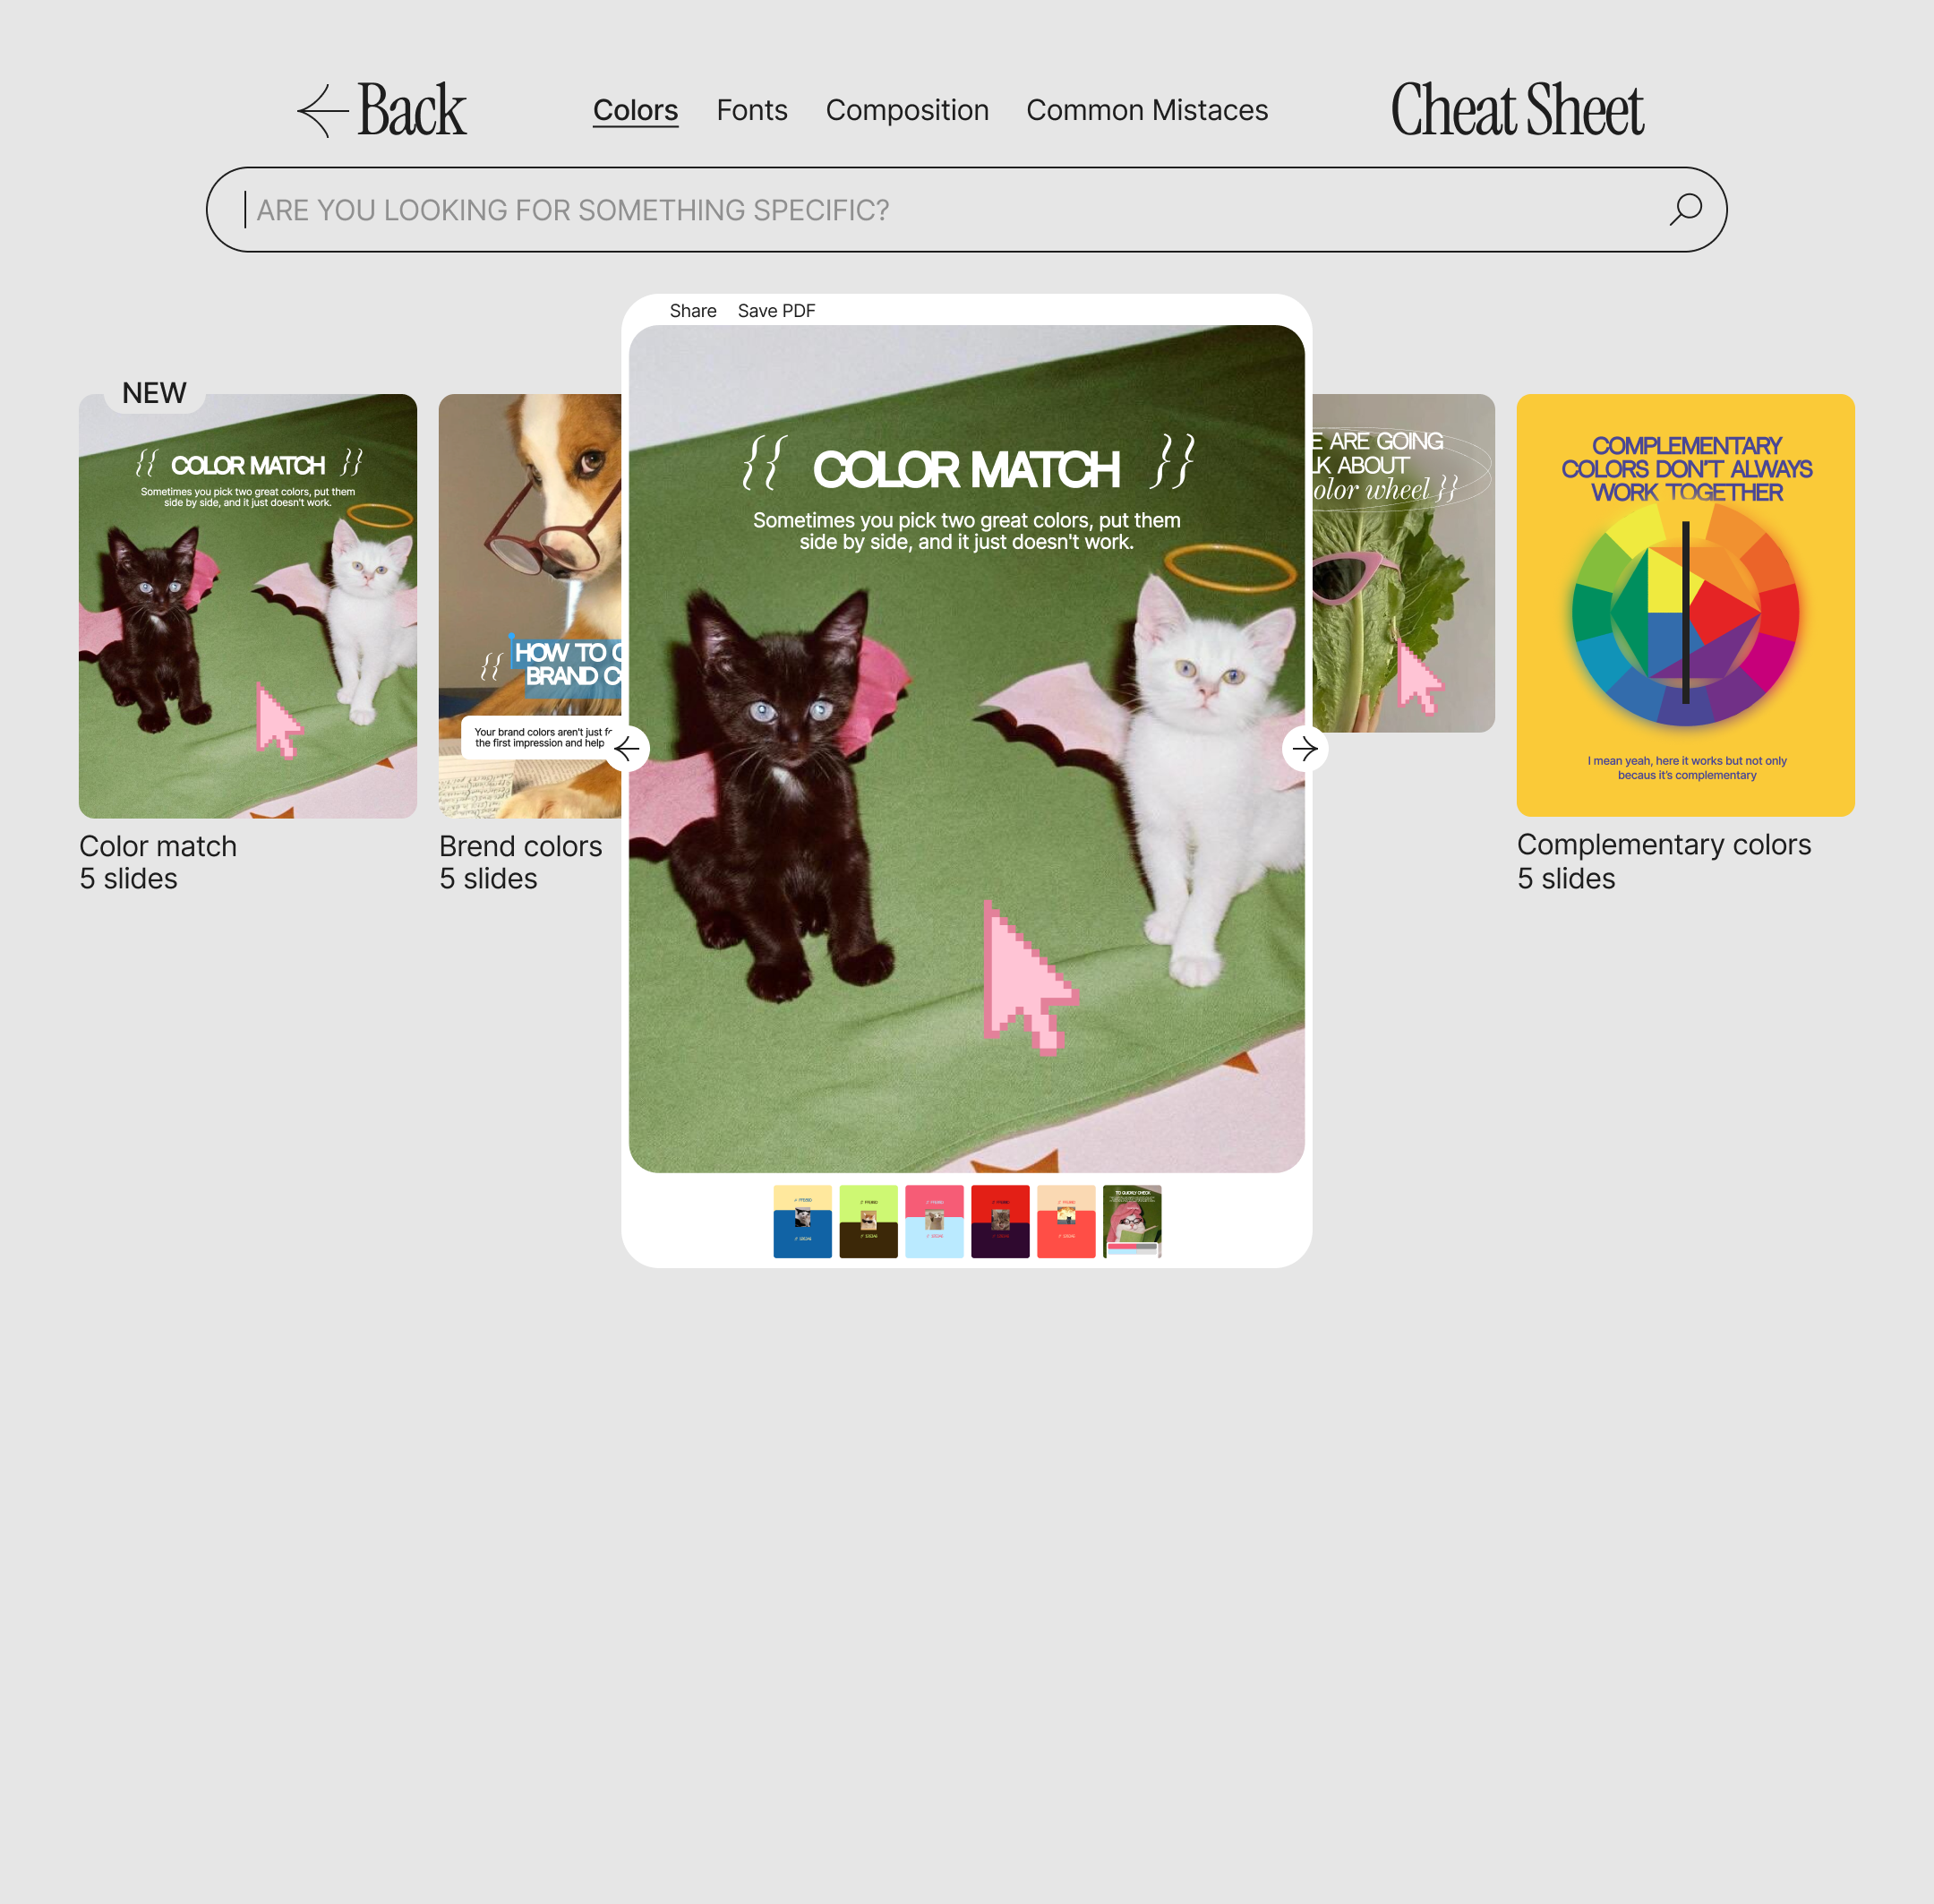 Back
Colors
Fonts
Composition
Common Mistaces
Cheat Sheet
ARE YOU LOOKING FOR SOMETHING SPECIFIC?
NEW
{{ COLOR MATCH }}
Sometimes you pick two great colors, put them
side by side, and it just doesn't work.
Color match
5 slides
{{ HOW TO
BRAND
Your brand colors aren't just
the first impression and help
Brend colors
5 slides
Share
Save PDF
{{ COLOR MATCH }}
Sometimes you pick two great colors, put them
side by side, and it just doesn't work.
TO QUICKLY CHECK
ARE GOING
ABOUT
wheel }}
COMPLEMENTARY
COLORS DON'T ALWAYS
WORK TOGETHER
I mean yeah, here it works but not only
becaus it's complementary
Complementary colors
5 slides